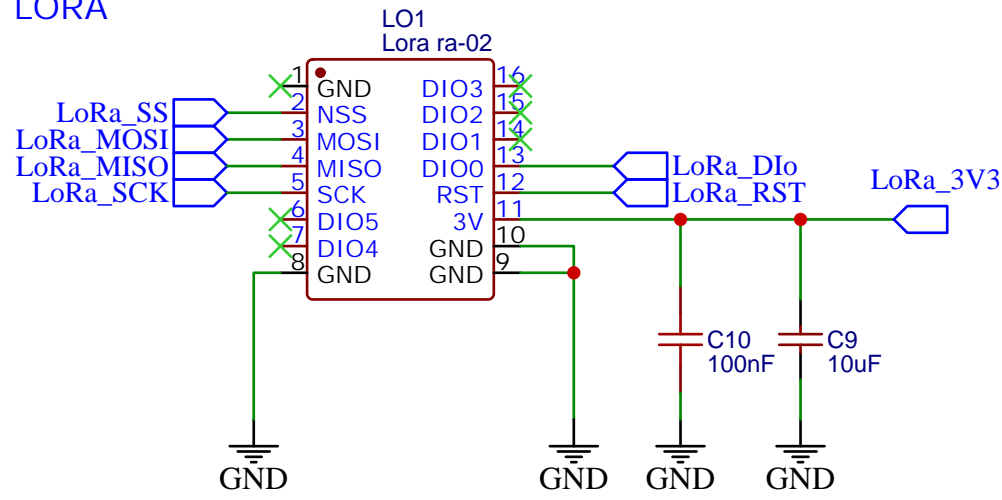 LORA
LO1
Lora ra-02
1 GND
2 NSS
3 MOSI
4 MISO
5 SCK
6 DIO5
7 DIO4
8 GND
16 DIO3
15 DIO2
14 DIO1
13 DIO0
12 RST
11 3V
10 GND
9 GND
LoRa_SS
LoRa_MOSI
LoRa_MISO
LoRa_SCK
LoRa_DIo
LoRa_RST
LoRa_3V3
C10
100nF
C9
10uF
GND
GND
GND
GND